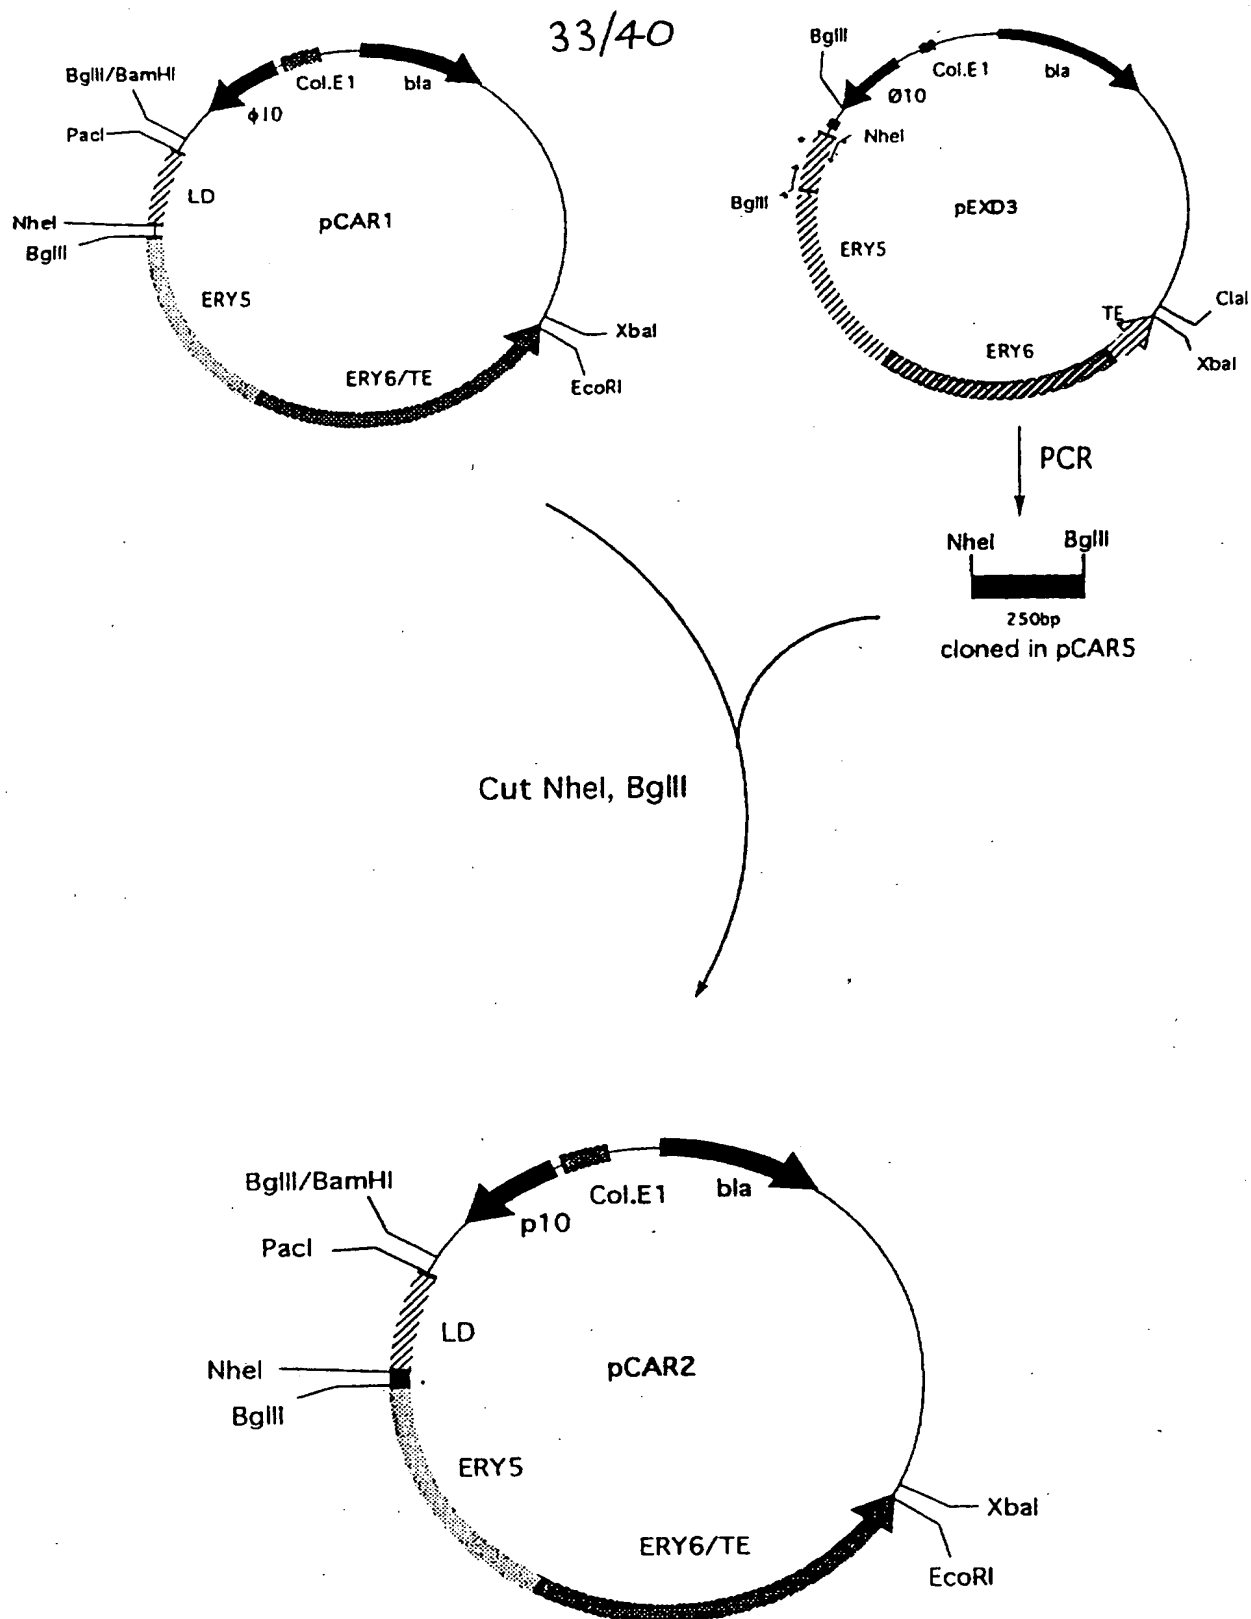 33/40
BglII/BamHI
PacI
NheI
BglII
ϕ10
Col.E1
bla
LD
pCAR1
ERY5
ERY6/TE
XbaI
EcoRI
BglII
Ø10
Col.E1
bla
NheI
BglII
pEXD3
ERY5
ERY6
TE
ClaI
XbaI
PCR
NheI
BglII
250bp
cloned in pCAR5
Cut NheI, BglII
BglII/BamHI
PacI
NheI
BglII
p10
Col.E1
bla
LD
pCAR2
ERY5
ERY6/TE
XbaI
EcoRI